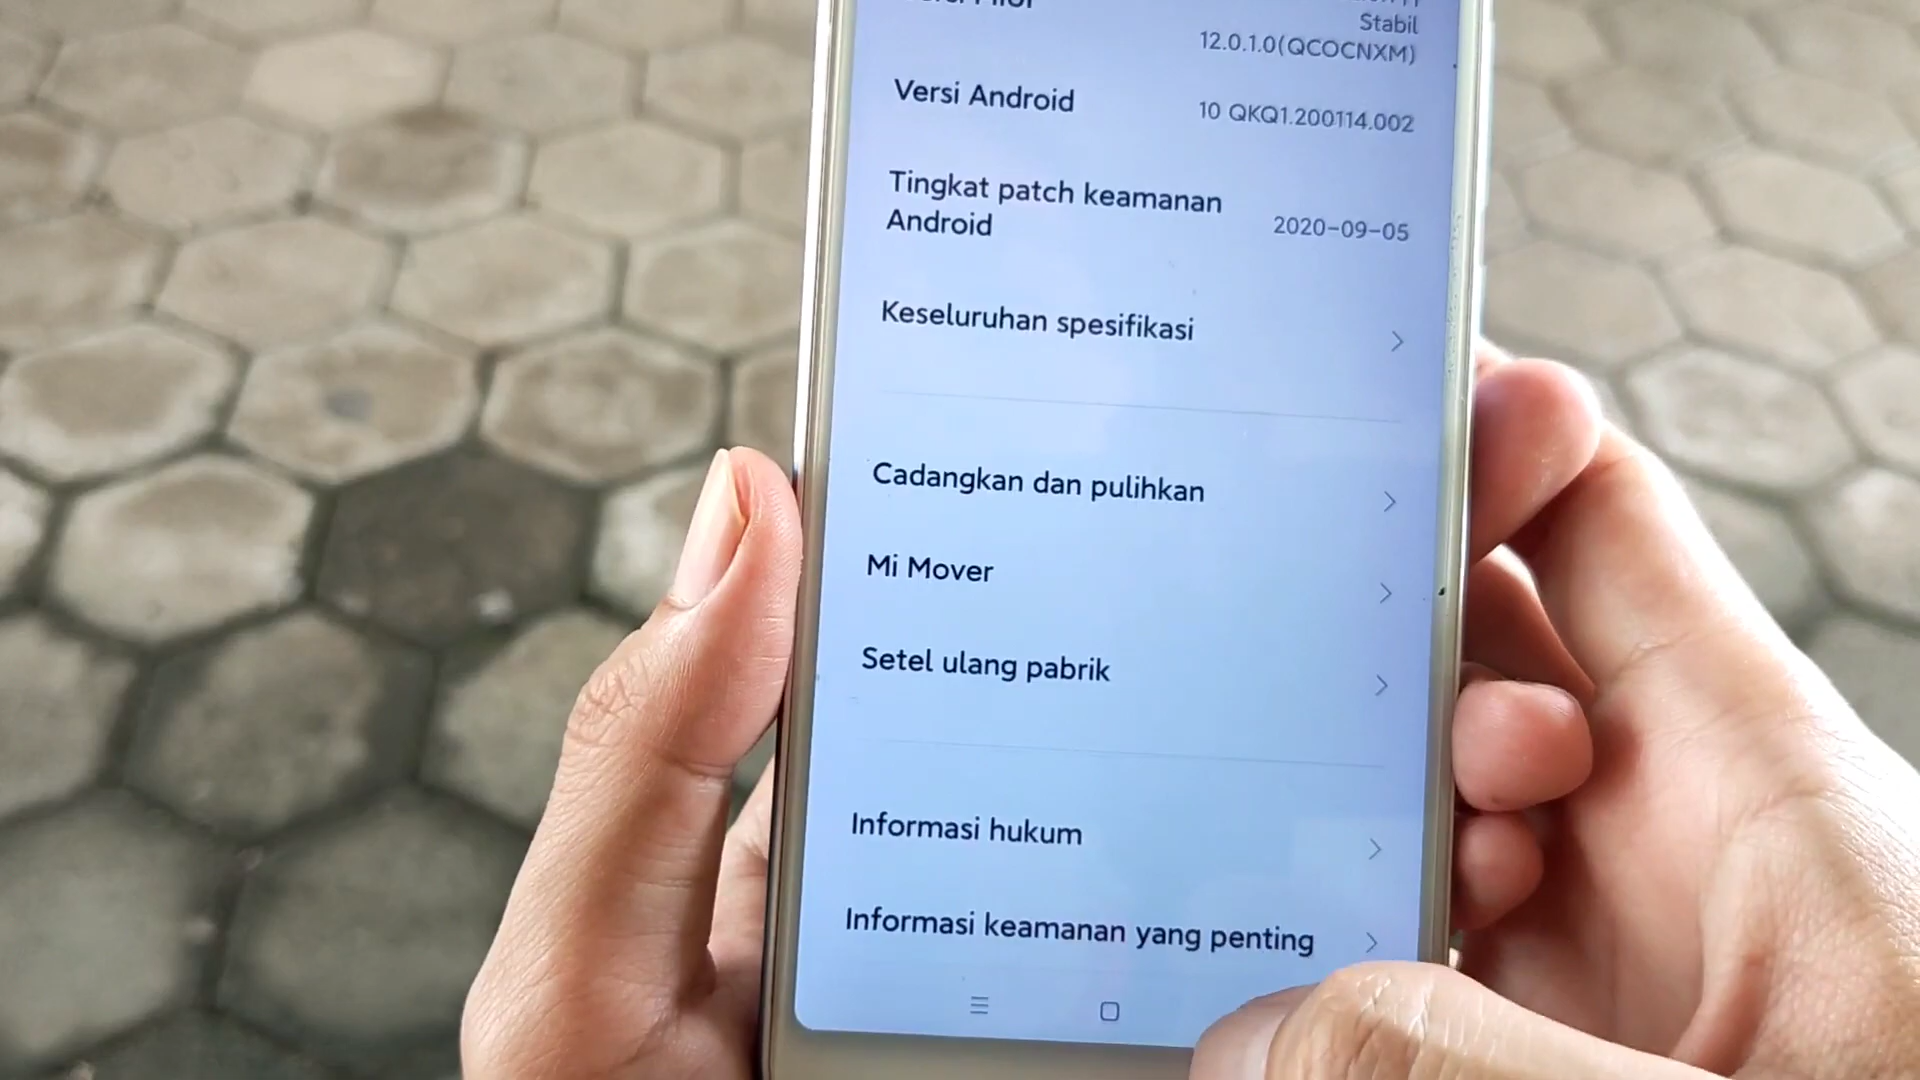 Stabil
12.0.1.0(QCOCNXM)
Versi Android
10 QKQ1.200114.002
Tingkat patch keamanan
Android
2020-09-05
Keseluruhan spesifikasi
Cadangkan dan pulihkan
Mi Mover
Setel ulang pabrik
Informasi hukum
Informasi keamanan yang penting